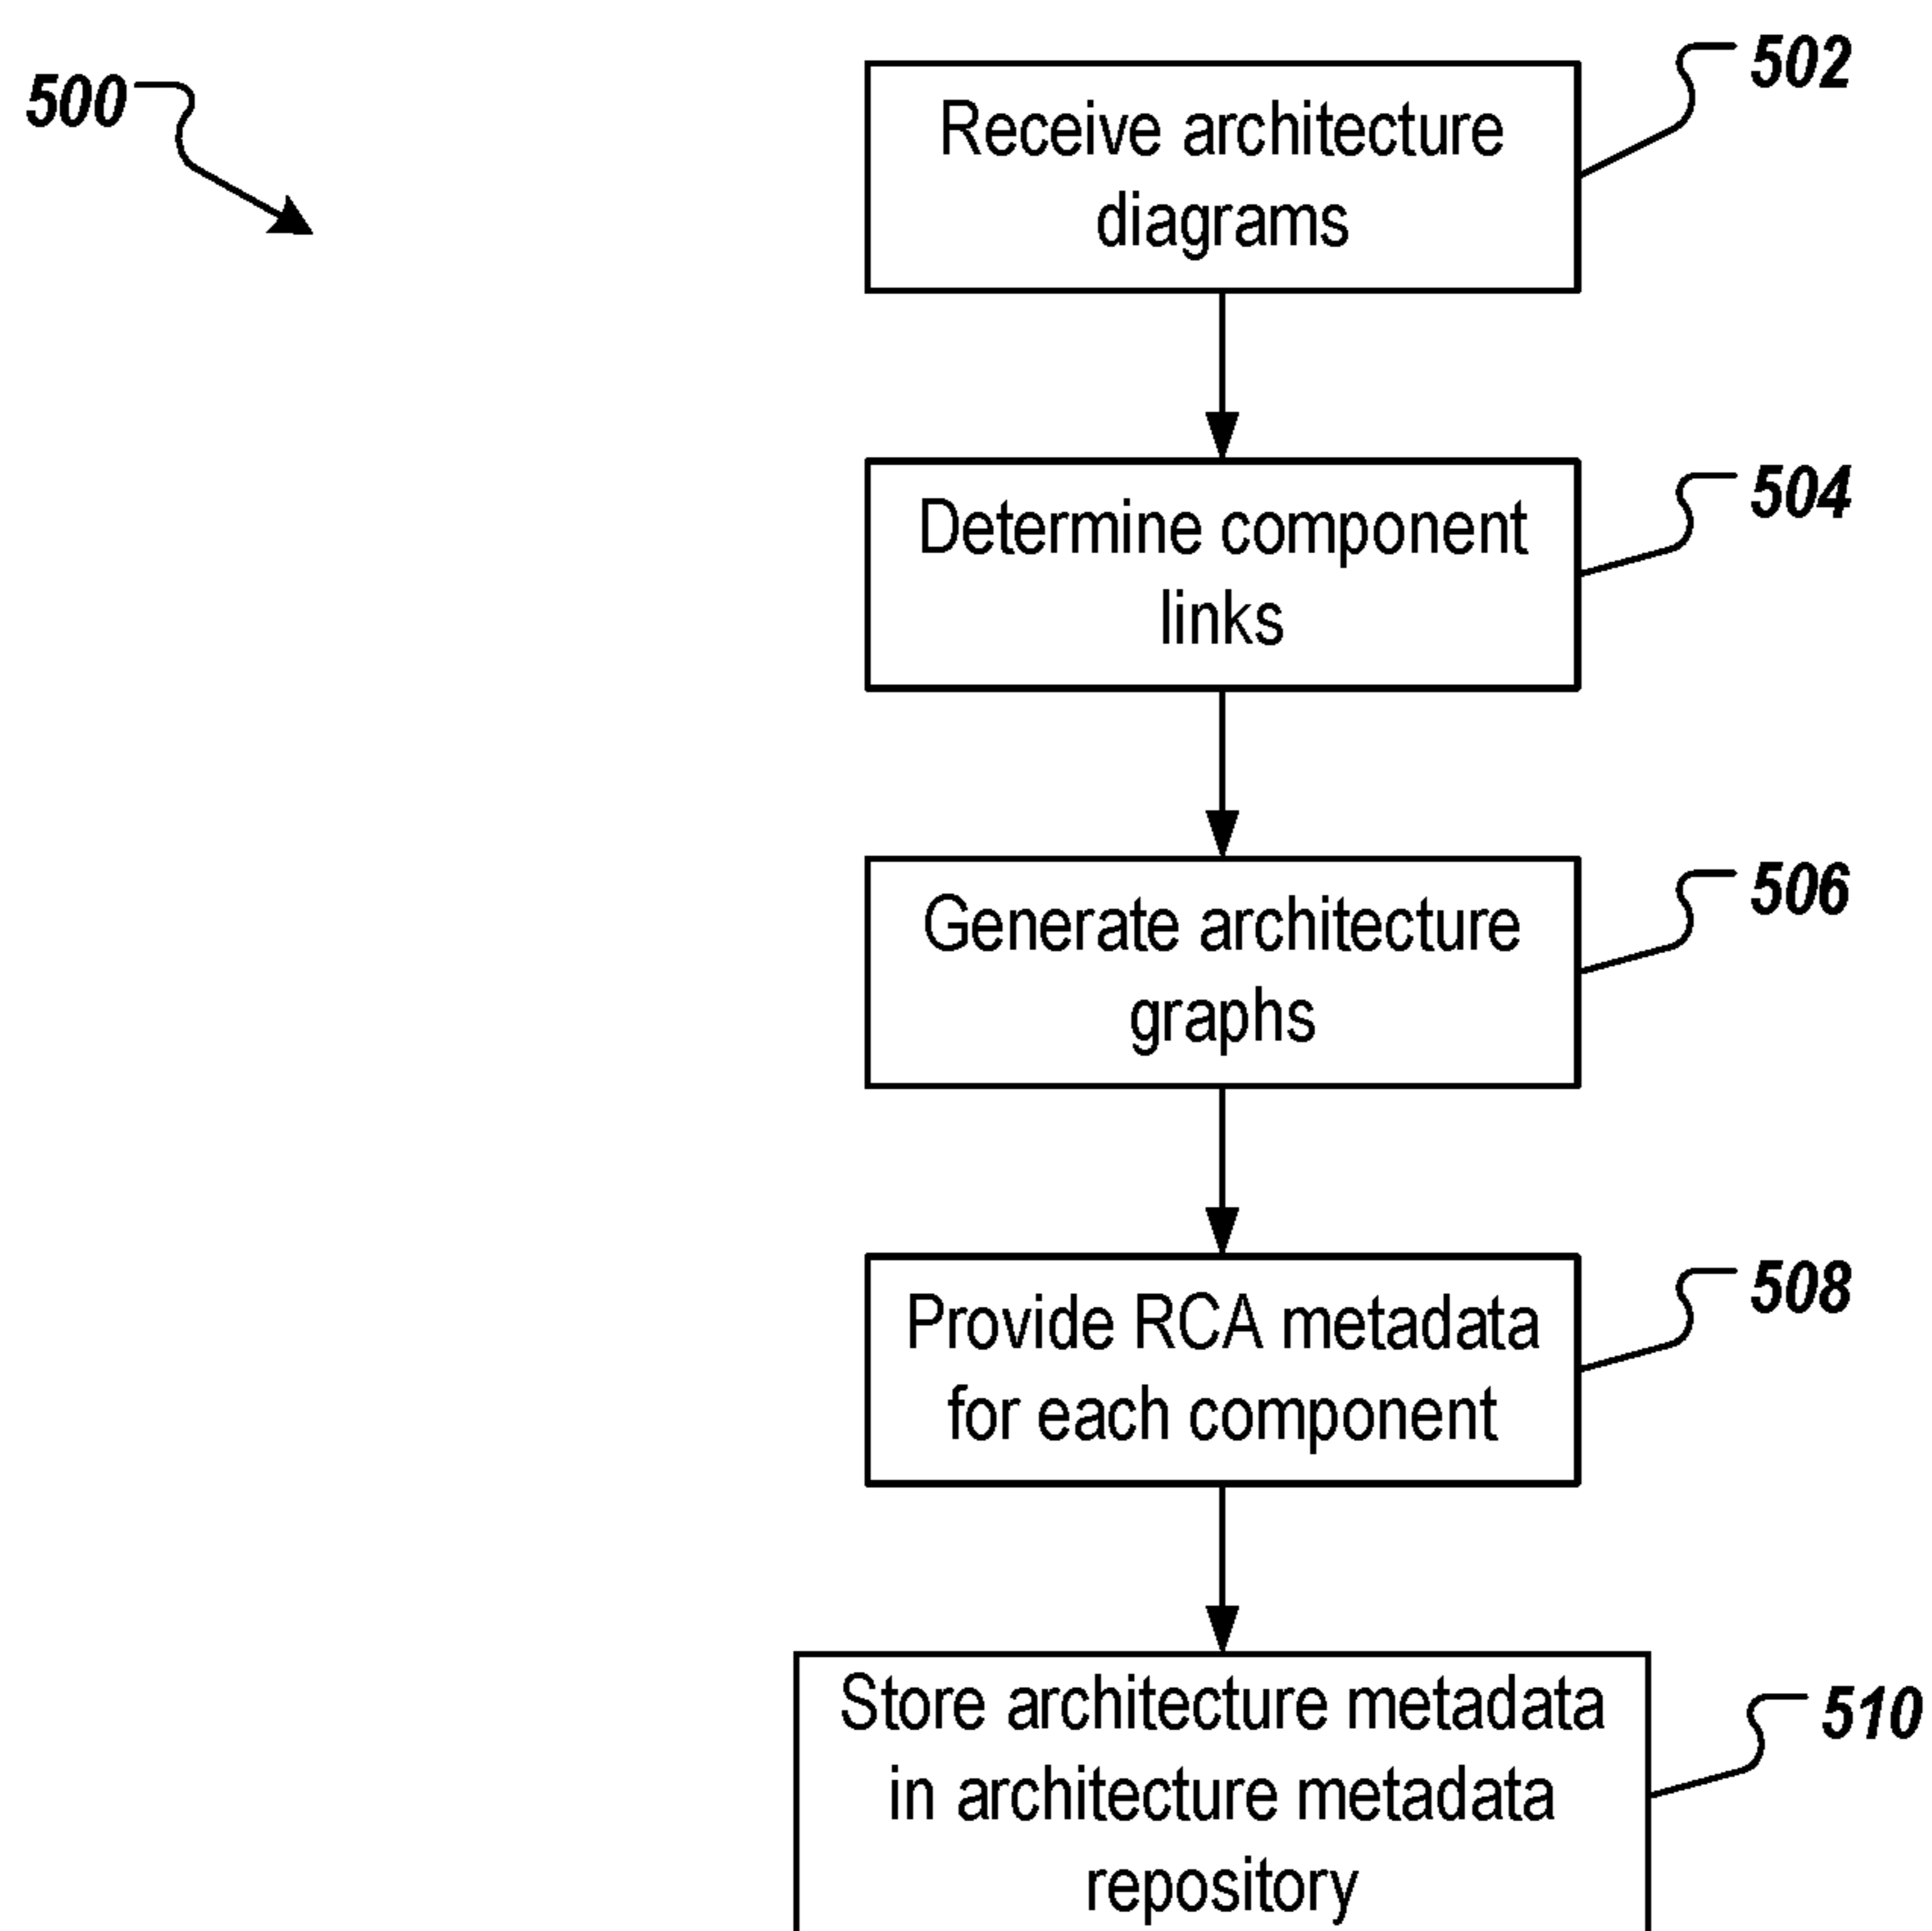 500
502
Receive architecture
diagrams
504
Determine component
links
506
Generate architecture
graphs
508
Provide RCA metadata
for each component
510
Store architecture metadata
in architecture metadata
repository